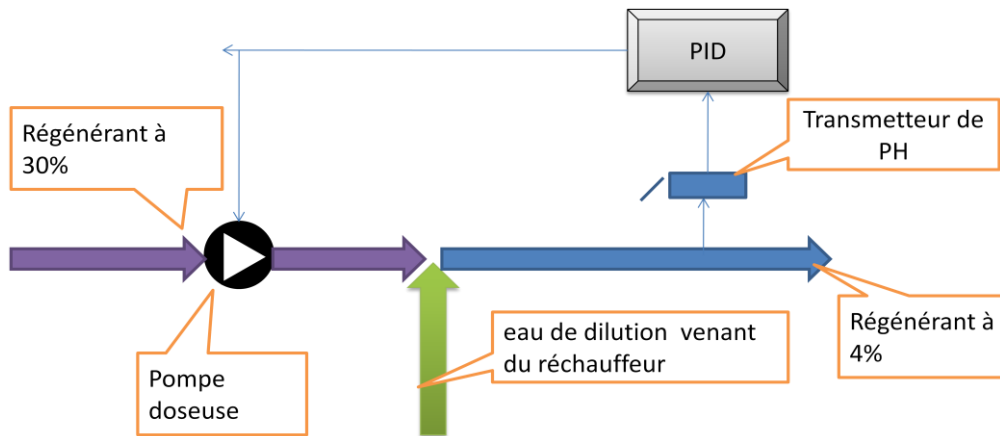 PID
Régénérant à
30%
Transmetteur de
PH
eau de dilution venant
du réchauffeur
Régénérant à
4%
Pompe
doseuse